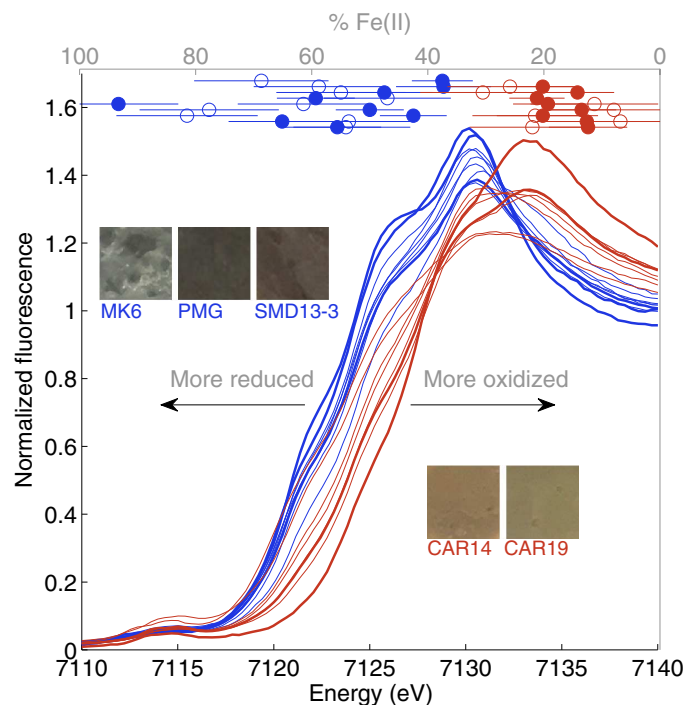 % Fe(II)
100 80 60 40 20 0
1.6
1.4
1.2
1
0.8
0.6
0.4
0.2
0
Normalized fluorescence
MK6 PMG SMD13-3
More reduced More oxidized
CAR14 CAR19
7110 7115 7120 7125 7130 7135 7140
Energy (eV)